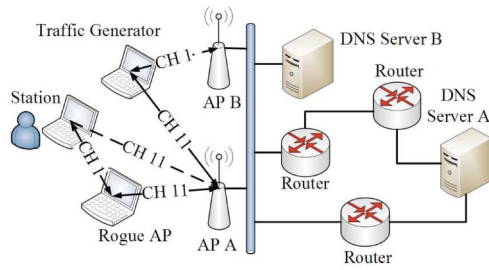 Traffic Generator
CH 1
AP B
DNS Server B
Router
DNS
Server A
Station
CH 11
CH 11
CH 1
CH 11
Rogue AP
AP A
Router
Router